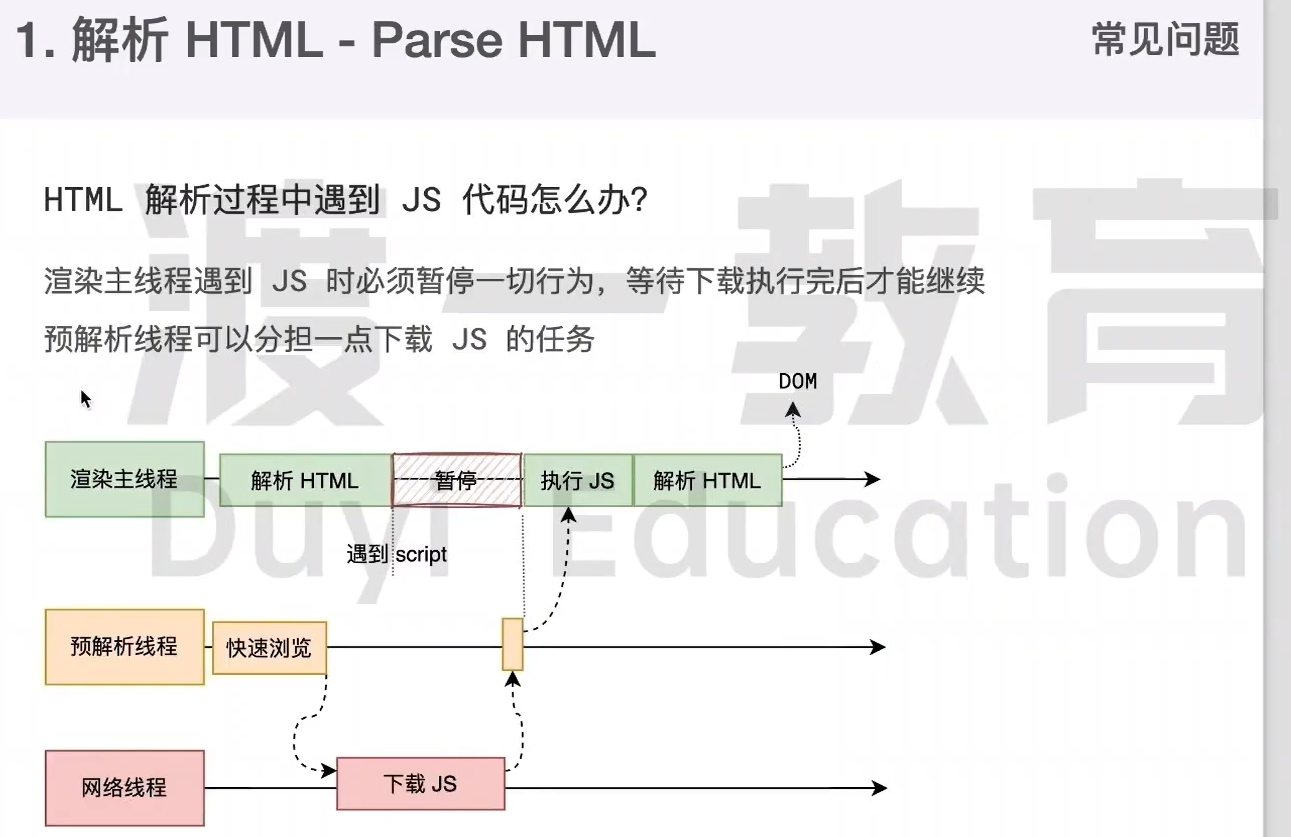 1. 解析 HTML - Parse HTML
常见问题
HTML 解析过程中遇到 JS 代码怎么办?
渲染主线程遇到 JS 时必须暂停一切行为，等待下载执行完后才能继续
预解析线程可以分担一点下载 JS 的任务
DOM
渲染主线程
解析 HTML
暂停
执行 JS
解析 HTML
遇到 script
预解析线程
快速浏览
网络线程
下载 JS
渡一教育
Duyi Education